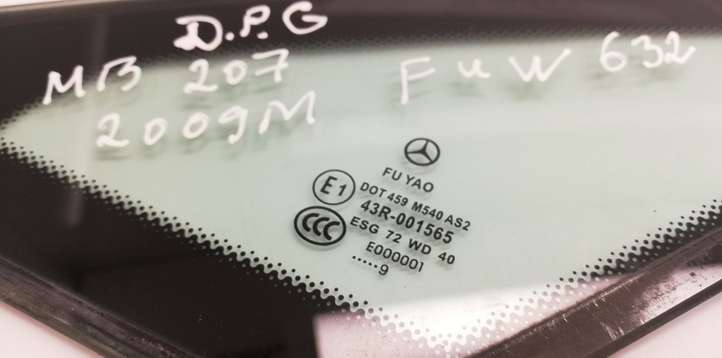 D.P.G
MB 207
2009M
FUW 632
FU YAO
E1
DOT 459 M540 AS2
43R-001565
CCC
ESG 72 WD 40
E000001
.....9